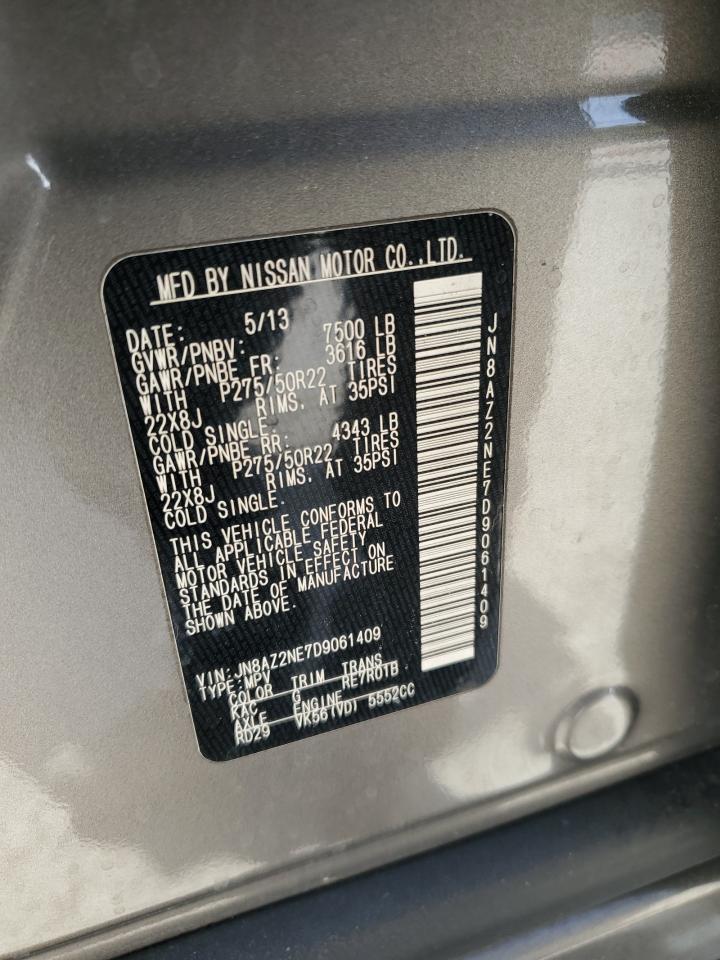 MFD BY NISSAN MOTOR CO.,LTD.
DATE: 5/13
GVWR/PNBV: 7500 LB
GAWR/PNBE FR: 3616 LB
WITH P275/50R22 TIRES
22X8J RIMS, AT 35PSI
COLD SINGLE.
GAWR/PNBE RR: 4343 LB
WITH P275/50R22 TIRES
22X8J RIMS, AT 35PSI
COLD SINGLE.
THIS VEHICLE CONFORMS TO
ALL APPLICABLE FEDERAL
MOTOR VEHICLE SAFETY
STANDARDS IN EFFECT ON
THE DATE OF MANUFACTURE
SHOWN ABOVE.
VIN:JN8AZ2NE7D9061409
TYPE:MPV
COLOR TRIM TRANS
KAC G RE7R01B
AXLE ENGINE
RD29 VK56(VD) 5552CC
JN8AZ2NE7D9061409